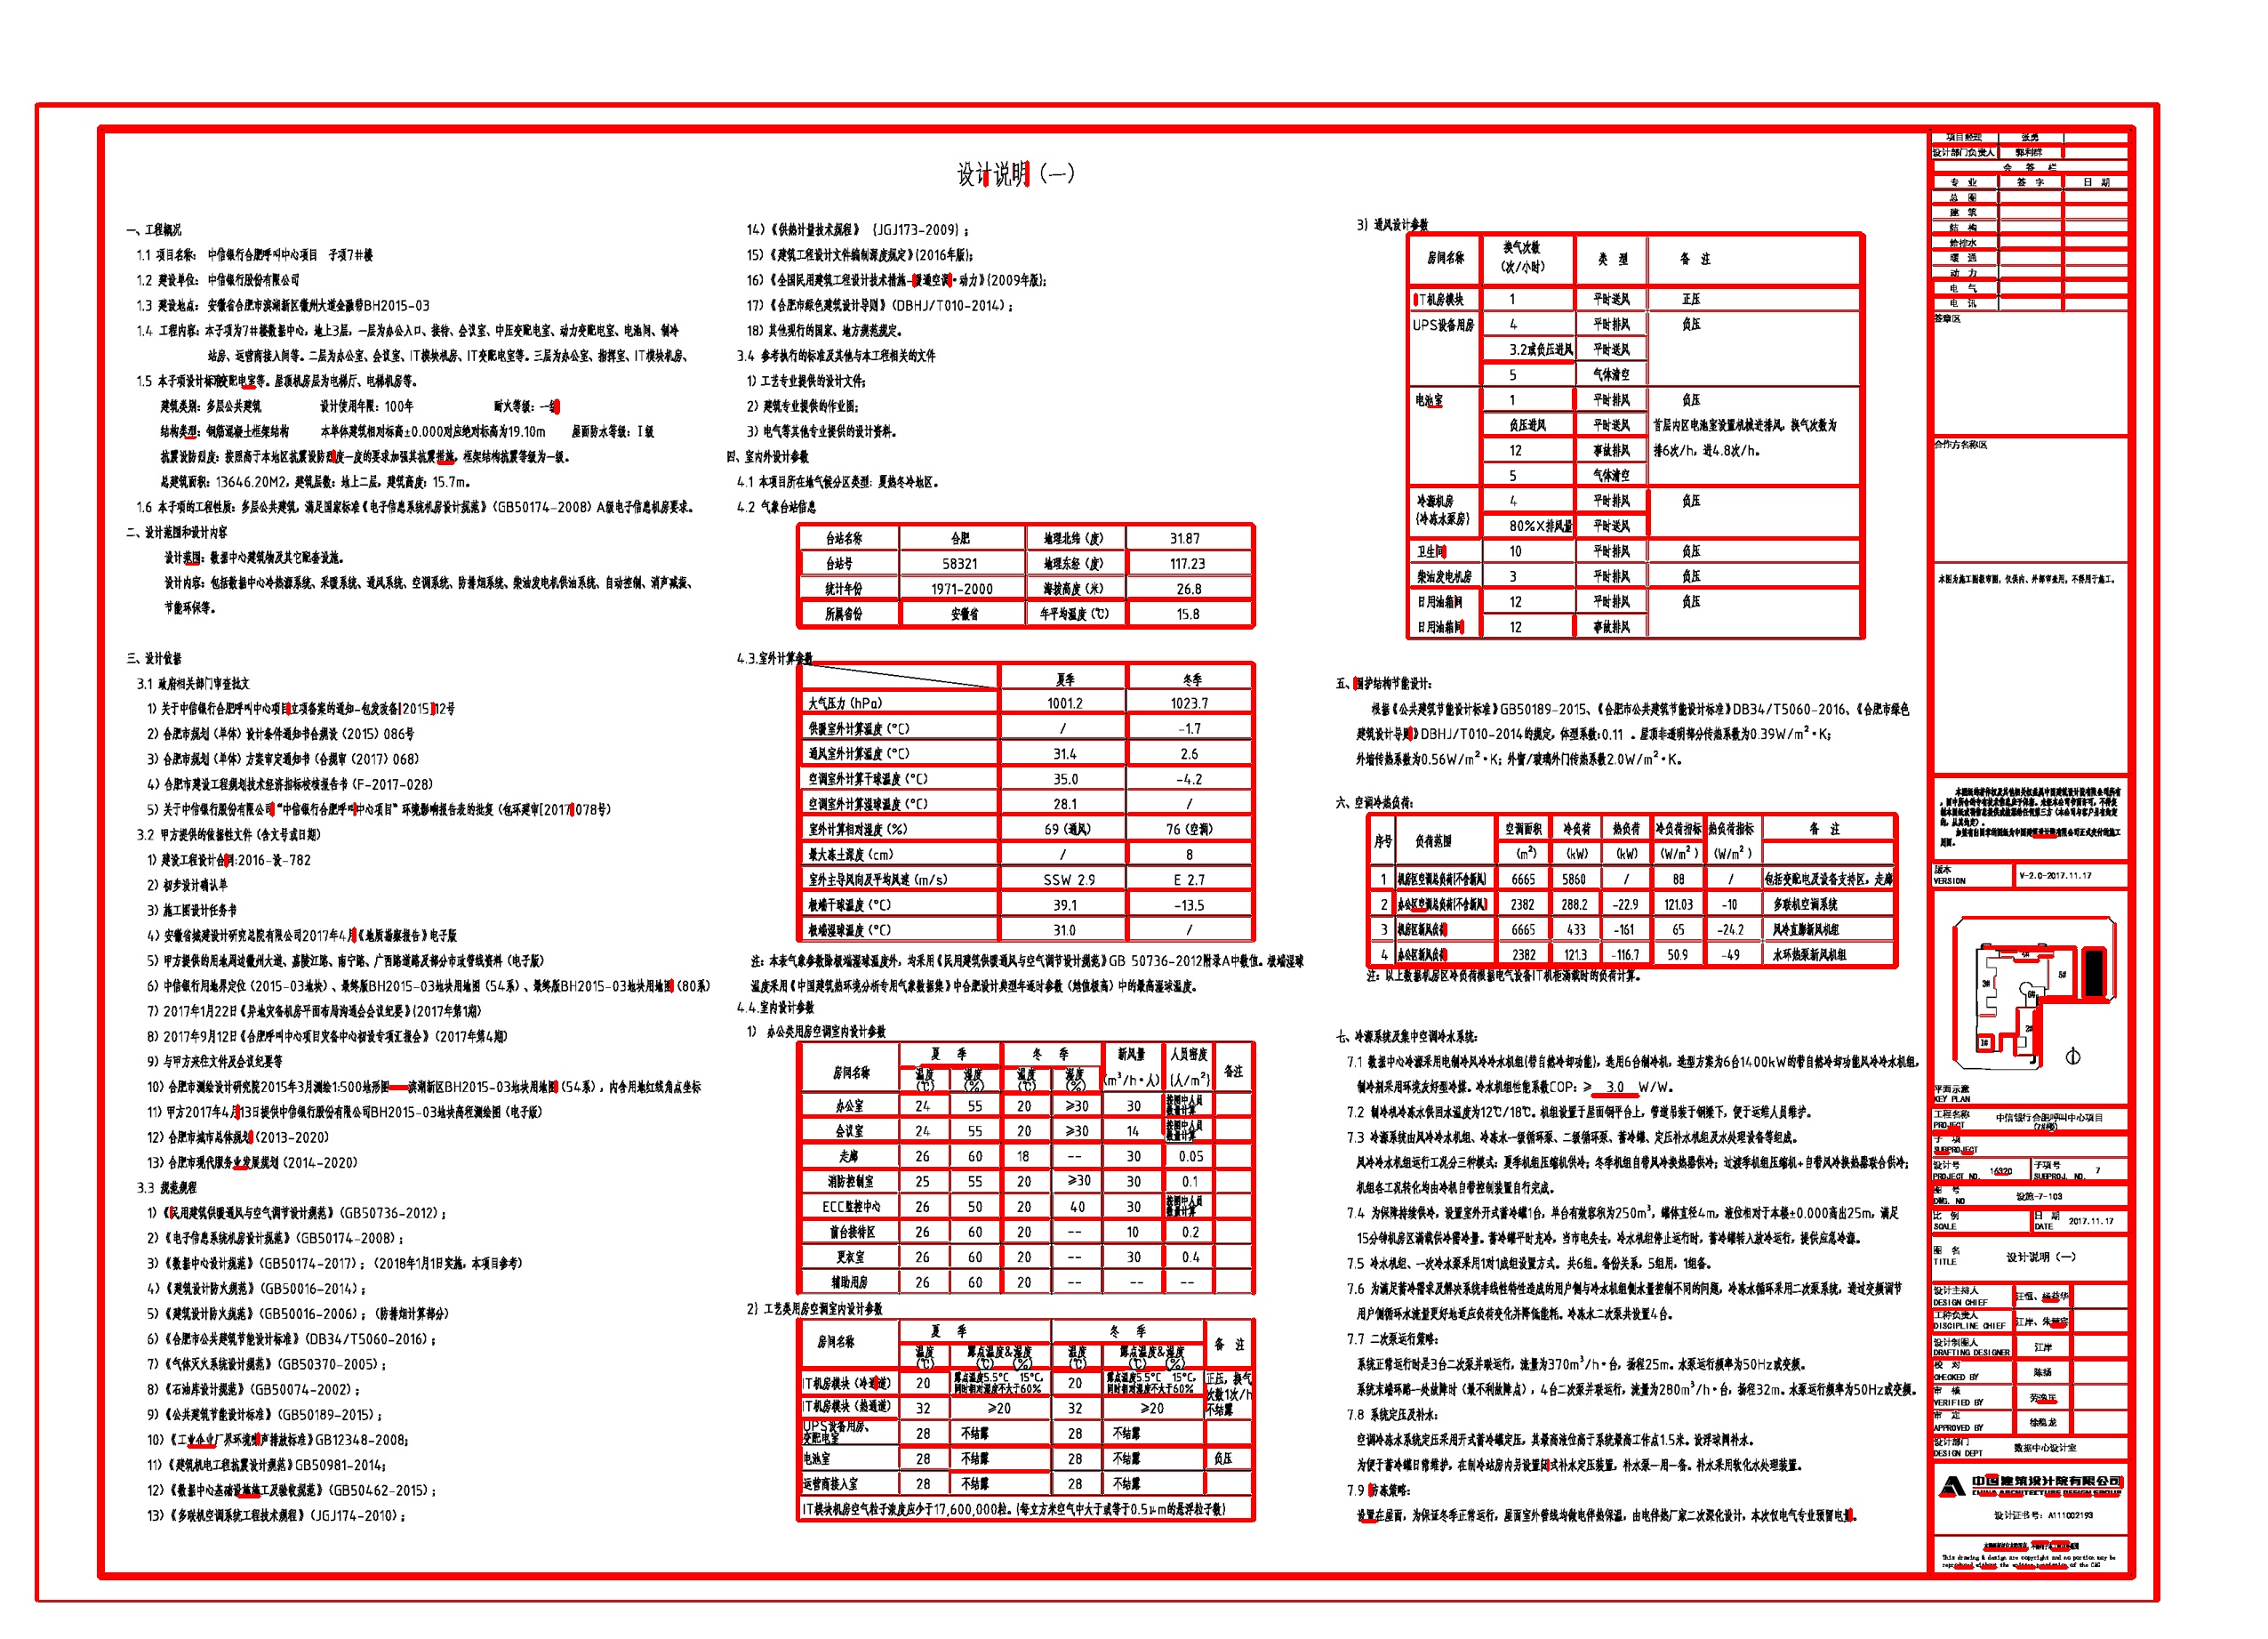 设计说明（一）
一、工程概况
1.1 项目名称： 中信银行合肥呼叫中心项目 子项7#楼
1.2 建设单位： 中信银行股份有限公司
1.3 建设地点： 安徽省合肥市滨湖新区徽州大道金融带BH2015-03
1.4 工程内容：本子项为7#楼数据中心，地上3层，一层为办公入口、接待、会议室、中压变配电室、动力变配电室、电池间、制冷
站房、运营商接入间等。二层为办公室、会议室、IT模块机房、IT变配电室等。三层为办公室、指挥室、IT模块机房、
1.5 本子项设计标 变配电室等。屋顶机房层为电梯厅、电梯机房等。
建筑类别：多层公共建筑 设计使用年限：100年 耐火等级：一级
结构类型：钢筋混凝土框架结构 本单体建筑相对标高±0.000对应绝对标高为19.10m 屋面防水等级：I级
抗震设防烈度：按照高于本地区抗震设防烈度一度的要求加强其抗震措施，框架结构抗震等级为一级。
总建筑面积：13646.20M2，建筑层数：地上二层，建筑高度：15.7m。
1.6 本子项的工程性质：多层公共建筑，满足国家标准《电子信息系统机房设计规范》（GB50174-2008）A级电子信息机房要求。
二、设计范围和设计内容
设计范围：数据中心建筑物及其它配套设施。
设计内容：包括数据中心冷热源系统、采暖系统、通风系统、空调系统、防排烟系统、柴油发电机供油系统、自动控制、消声减振、
节能环保等。
三、设计依据
3.1 政府相关部门审查批文
1）关于中信银行合肥呼叫中心项目立项备案的通知-包发改备[2015]12号
2）合肥市规划（单体）设计条件通知书合规设（2015）086号
3）合肥市规划（单体）方案审定通知书（合规审（2017）068）
4）合肥市建设工程规划技术经济指标校核报告书（F-2017-028）
5）关于中信银行股份有限公司“中信银行合肥呼叫中心项目”环境影响报告表的批复（包环建审[2017]078号）
3.2 甲方提供的依据性文件（含文号或日期）
1）建设工程设计合同:2016-设-782
2）初步设计确认单
3）施工图设计任务书
4）安徽省城建设计研究总院有限公司2017年4月《地质勘察报告》电子版
5）甲方提供的用地周边徽州大道、嘉陵江路、南宁路、广西路道路及部分市政管线资料（电子版）
6）中信银行用地界定位（2015-03地块）、最终版BH2015-03地块用地图（54系）、最终版BH2015-03地块用地图（80系）
7）2017年1月22日《异地灾备机房平面布局沟通会会议纪要》（2017年第1期）
8）2017年9月12日《合肥呼叫中心项目灾备中心初设专项汇报会》（2017年第4期）
9）与甲方来往文件及会议纪要等
10）合肥市测绘设计研究院2015年3月测绘1:500地形图——滨湖新区BH2015-03地块用地图（54系），内含用地红线角点坐标
11）甲方2017年4月13日提供中信银行股份有限公司BH2015-03地块高程测绘图（电子版）
12）合肥市城市总体规划（2013-2020）
13）合肥市现代服务业发展规划（2014-2020）
3.3 规范规程
1）《民用建筑供暖通风与空气调节设计规范》（GB50736-2012）；
2）《电子信息系统机房设计规范》（GB50174-2008）；
3）《数据中心设计规范》（GB50174-2017）；（2018年1月1日实施，本项目参考）
4）《建筑设计防火规范》（GB50016-2014）；
5）《建筑设计防火规范》（GB50016-2006）；（防排烟计算部分）
6）《合肥市公共建筑节能设计标准》（DB34/T5060-2016）；
7）《气体灭火系统设计规范》（GB50370-2005）；
8）《石油库设计规范》（GB50074-2002）；
9）《公共建筑节能设计标准》（GB50189-2015）；
10）《工业企业厂界环境噪声排放标准》GB12348-2008；
11）《建筑机电工程抗震设计规范》GB50981-2014；
12）《数据中心基础设施施工及验收规范》（GB50462-2015）；
13）《多联机空调系统工程技术规程》（JGJ174-2010）；
14）《供热计量技术规程》 （JGJ173-2009）；
15）《建筑工程设计文件编制深度规定》（2016年版）；
16）《全国民用建筑工程设计技术措施-暖通空调·动力》（2009年版）；
17）《合肥市绿色建筑设计导则》（DBHJ/T010-2014）；
18）其他现行的国家、地方规范规定。
3.4 参考执行的标准及其他与本工程相关的文件
1）工艺专业提供的设计文件；
2）建筑专业提供的作业图；
3）电气等其他专业提供的设计资料。
四、室内外设计参数
4.1 本项目所在地气候分区类型：夏热冬冷地区。
4.2 气象台站信息
台站名称 合肥 地理北纬（度） 31.87
台站号 58321 地理东经（度） 117.23
统计年份 1971-2000 海拔高度（米） 26.8
所属省份 安徽省 年平均温度（℃） 15.8
4.3.室外计算参数
夏季 冬季
大气压力（hPa） 1001.2 1023.7
供暖室外计算温度（°C） / -1.7
通风室外计算温度（°C） 31.4 2.6
空调室外计算干球温度（°C） 35.0 -4.2
空调室外计算湿球温度（°C） 28.1 /
室外计算相对湿度（%） 69（通风） 76（空调）
最大冻土深度（cm） / 8
室外主导风向及平均风速（m/s） SSW 2.9 E 2.7
极端干球温度（°C） 39.1 -13.5
极端湿球温度（°C） 31.0 /
注：本表气象参数除极端湿球温度外，均采用《民用建筑供暖通风与空气调节设计规范》GB 50736-2012附录A中数值。极端湿球
温度采用《中国建筑热环境分析专用气象数据集》中合肥设计典型年逐时参数（焓值极高）中的最高湿球温度。
4.4.室内设计参数
1） 办公类用房空调室内设计参数
房间名称 夏 季 冬 季 新风量 人员密度 备注
温度（℃） 湿度（%） 温度（℃） 湿度（%） （m³/h·人） （人/m²）
办公室 24 55 20 ≥30 30 按图中人员数量计算
会议室 24 55 20 ≥30 14 按图中人员数量计算
走廊 26 60 18 -- 30 0.05
消防控制室 25 55 20 ≥30 30 0.1
ECC监控中心 26 50 20 40 30 按图中人员数量计算
前台接待区 26 60 20 -- 10 0.2
更衣室 26 60 20 -- 30 0.4
辅助用房 26 60 20 -- -- --
2）工艺类用房空调室内设计参数
房间名称 夏 季 冬 季 备 注
温度（℃） 露点温度&湿度（℃）（%） 温度（℃） 露点温度&湿度（℃）（%）
IT机房模块（冷通道） 20 露点温度5.5°C 15°C，同时相对湿度不大于60% 20 露点温度5.5°C 15°C，同时相对湿度不大于60% 正压，换气次数1次/h
IT机房模块（热通道） 32 ≥20 32 ≥20 不结露
UPS设备用房、变配电室 28 不结露 28 不结露
电池室 28 不结露 28 不结露 负压
运营商接入室 28 不结露 28 不结露
IT模块机房空气粒子浓度应少于17,600,000粒。（每立方米空气中大于或等于0.5μm的悬浮粒子数）
3）通风设计参数
房间名称 换气次数（次/小时） 类 型 备 注
IT机房模块 1 平时送风 正压
UPS设备用房 4 平时排风 负压
3.2或负压进风 平时送风
5 气体清空
电池室 1 平时排风 负压
负压进风 平时送风 首层内区电池室设置机械进排风，换气次数为
12 事故排风 排6次/h，进4.8次/h。
5 气体清空
冷源机房（冷冻水泵房） 4 平时排风 负压
80%X排风量 平时送风
卫生间 10 平时排风 负压
柴油发电机房 3 平时排风 负压
日用油箱间 12 平时排风 负压
日用油箱间 12 事故排风
五、围护结构节能设计：
根据《公共建筑节能设计标准》GB50189-2015、《合肥市公共建筑节能设计标准》DB34/T5060-2016、《合肥市绿色
建筑设计导则》DBHJ/T010-2014的规定，体型系数:0.11 。屋顶非透明部分传热系数为0.39W/m²·K；
外墙传热系数为0.56W/m²·K；外窗/玻璃外门传热系数2.0W/m²·K。
六、空调冷热负荷：
序号 负荷范围 空调面积 冷负荷 热负荷 冷负荷指标 热负荷指标 备 注
（m²） （kW） （kW） （W/m²） （W/m²）
1 机房区空调总负荷(不含新风) 6665 5860 / 88 / 包括变配电及设备支持区，走廊
2 办公区空调总负荷(不含新风) 2382 288.2 -22.9 121.03 -10 多联机空调系统
3 机房区新风负荷 6665 433 -161 65 -24.2 风冷直膨新风机组
4 办公区新风负荷 2382 121.3 -116.7 50.9 -49 水环热泵新风机组
注：以上数据机房区冷负荷根据电气设备IT机柜满载时的负荷计算。
七、冷源系统及集中空调冷水系统：
7.1 数据中心冷源采用电制冷风冷冷水机组(带自然冷却功能)，选用6台制冷机，选型方案为6台1400kW的带自然冷却功能风冷冷水机组，
制冷剂采用环境友好型冷媒。冷水机组性能系数COP：≥ 3.0 W/W。
7.2 制冷机冷冻水供回水温度为12℃/18℃。机组设置于屋面钢平台上，管道吊装于钢梁下，便于运维人员维护。
7.3 冷源系统由风冷冷水机组、冷冻水一级循环泵、二级循环泵、蓄冷罐、定压补水机组及水处理设备等组成。
风冷冷水机组运行工况分三种模式：夏季机组压缩机供冷；冬季机组自带风冷换热器供冷；过渡季机组压缩机+自带风冷换热器联合供冷；
机组各工况转化均由冷机自带控制装置自行完成。
7.4 为保障持续供冷，设置室外开式蓄冷罐1台，单台有效容积为250m³，罐体直径4m，液位相对于本楼±0.000高出25m，满足
15分钟机房区满载供冷需冷量。蓄冷罐平时充冷，当市电失去，冷水机组停止运行时，蓄冷罐转入放冷运行，提供应急冷源。
7.5 冷水机组、一次冷水泵采用1对1成组设置方式。共6组。备份关系，5组用，1组备。
7.6 为满足蓄冷需求及解决系统非线性特性造成的用户侧与冷水机组侧水量控制不同的问题，冷冻水循环采用二次泵系统，通过变频调节
用户侧循环水流量更好地适应负荷变化并降低能耗。冷冻水二次泵共设置4台。
7.7 二次泵运行策略：
系统正常运行时是3台二次泵并联运行，流量为370m³/h·台，扬程25m。水泵运行频率为50Hz或变频。
系统末端环路一处故障时（最不利故障点），4台二次泵并联运行，流量为280m³/h·台，扬程32m。水泵运行频率为50Hz或变频。
7.8 系统定压及补水：
空调冷冻水系统定压采用开式蓄冷罐定压，其最高液位高于系统最高工作点1.5米。设浮球阀补水。
为便于蓄冷罐日常维护，在制冷站房内另设置闭式补水定压装置，补水泵一用一备。补水采用软化水处理装置。
7.9 防冻策略：
设置在屋面，为保证冬季正常运行，屋面室外管线均做电伴热保温，由电伴热厂家二次深化设计，本次仅电气专业预留电量。
项目经理 张勇
设计部门负责人 郭利群
会 签 栏
专 业 签 字 日 期
总 图
建 筑
结 构
给排水
暖 通
动 力
电 气
电 讯
签章区
合作方名称区
本图为施工图报审图，仅供内、外部审查用，不得用于施工。
版本
VERSION V-2.0-2017.11.17
3# 5# 6# 2# 1#
平面示意
KEY PLAN
工程名称 中信银行合肥呼叫中心项目
PROJECT (7#楼)
子 项
SUBPROJECT
设计号 16320 子项号 7
PROJECT NO. SUBPROJ. NO.
图 号 设施-7-103
DWG. NO
比 例 日 期 2017.11.17
SCALE DATE
图 名 设计说明（一）
TITLE
设计主持人
DESIGN CHIEF 汪恒、
工种负责人
DISCIPLINE CHIEF 江岸、
设计制图人 江岸
DRAFTING DESIGNER
校 对 陈扬
CHECKED BY
审 核
VERIFIED BY
审 定
APPROVED BY
设计部门 数据中心设计室
DESIGN DEPT
中国建筑设计院有限公司
CHINA ARCHITECTURE DESIGN GROUP
设计证书号：A111002193
This drawing & design are copyright and no portion may be
reproduced without the written permission of the CAG